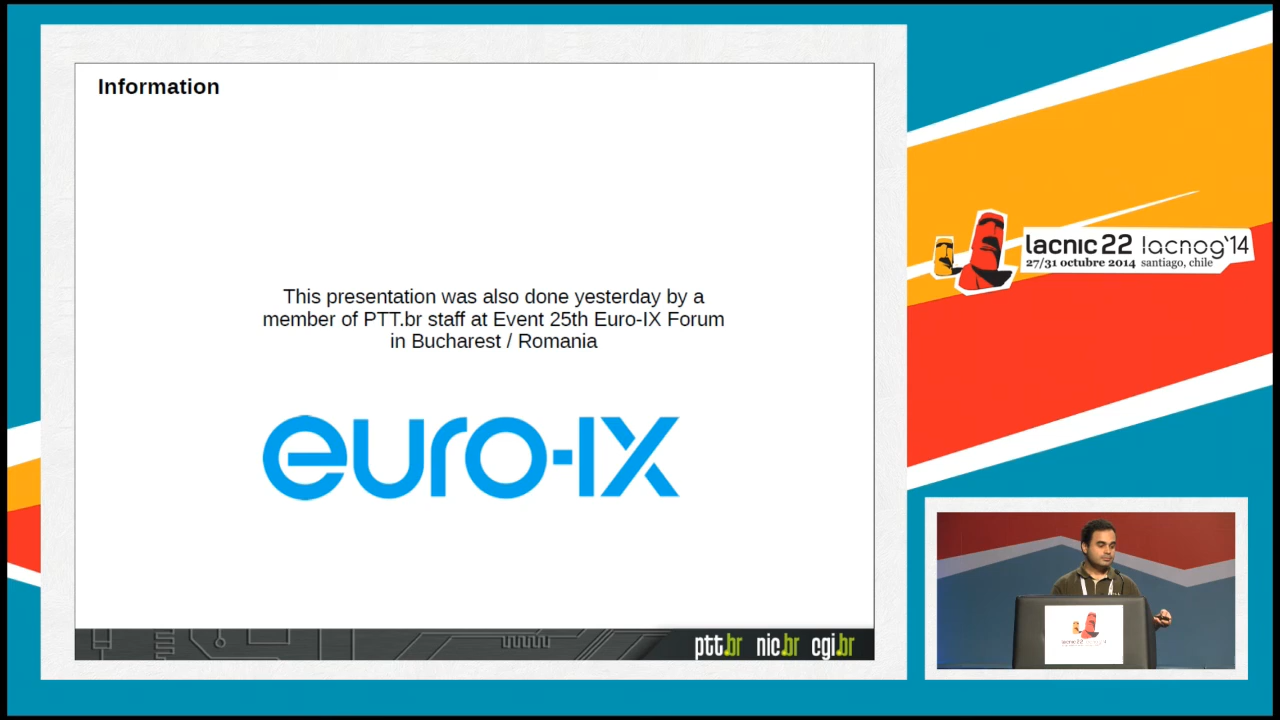 Information
This presentation was also done yesterday by a
member of PTT.br staff at Event 25th Euro-IX Forum
in Bucharest / Romania
euro-IX
ptt.br nic.br cgi.br
lacnic 22 lacnog'14
27/31 octubre 2014 santiago, chile
lacnic 22